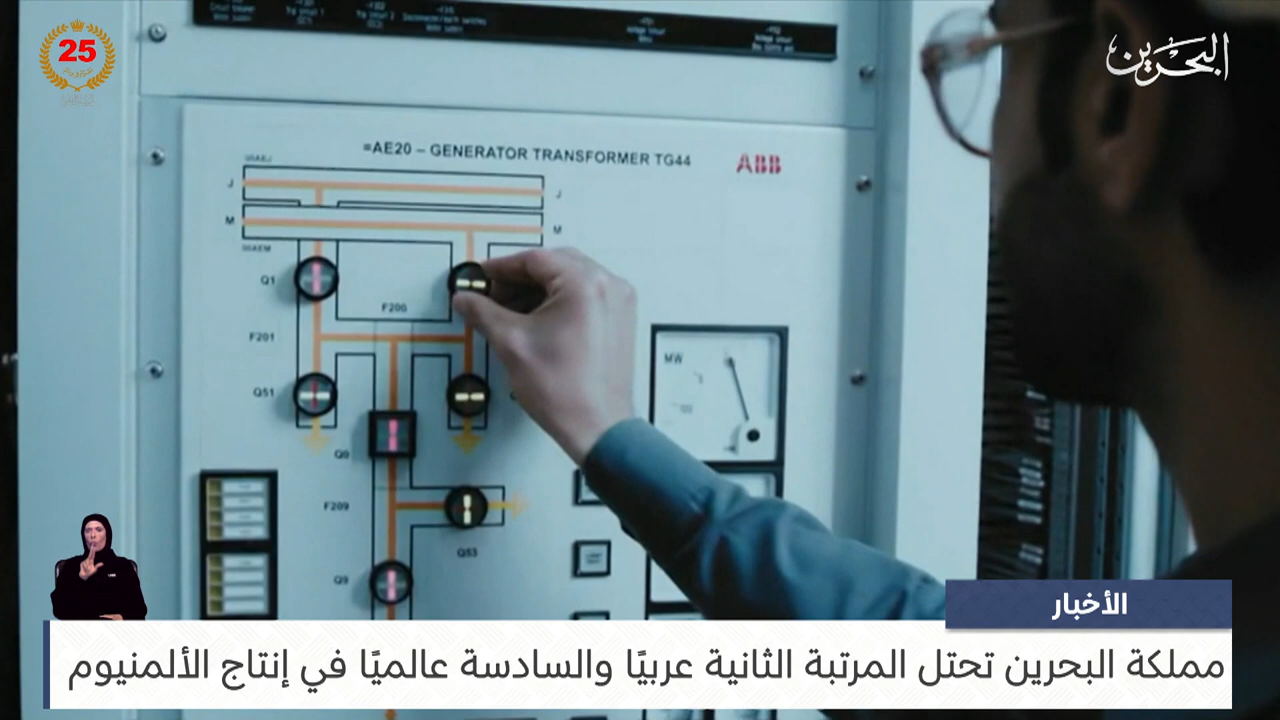 25
البحرين
=AE20 – GENERATOR TRANSFORMER TG44
ABB
J
J
M
M
Q1
F200
F201
Q51
MW
Q0
F209
Q53
Q9
الأخبار
مملكة البحرين تحتل المرتبة الثانية عربيًا والسادسة عالميًا في إنتاج الألمنيوم